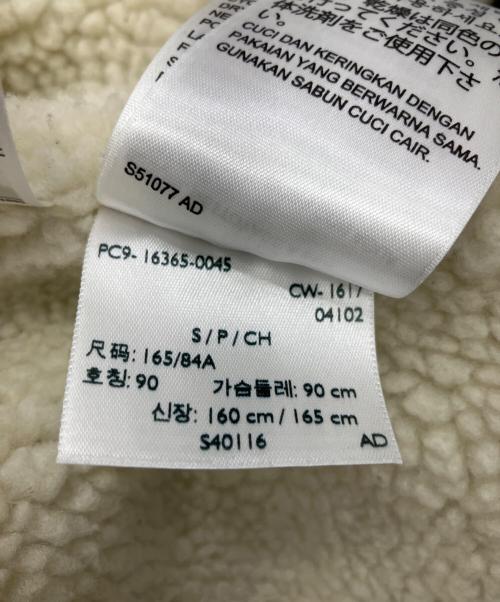 乾燥は同色の
行ってください。
体洗剤をご使用下さ
い。
CUCI DAN KERINGKAN DENGAN
PAKAIAN YANG BERWARNA SAMA.
GUNAKAN SABUN CUCI CAIR.
S51077 AD
PC9- 16365-0045
CW- 1617
04102
S / P / CH
尺码: 165/84A
호칭: 90 가슴둘레: 90 cm
신장: 160 cm / 165 cm
S40116 AD